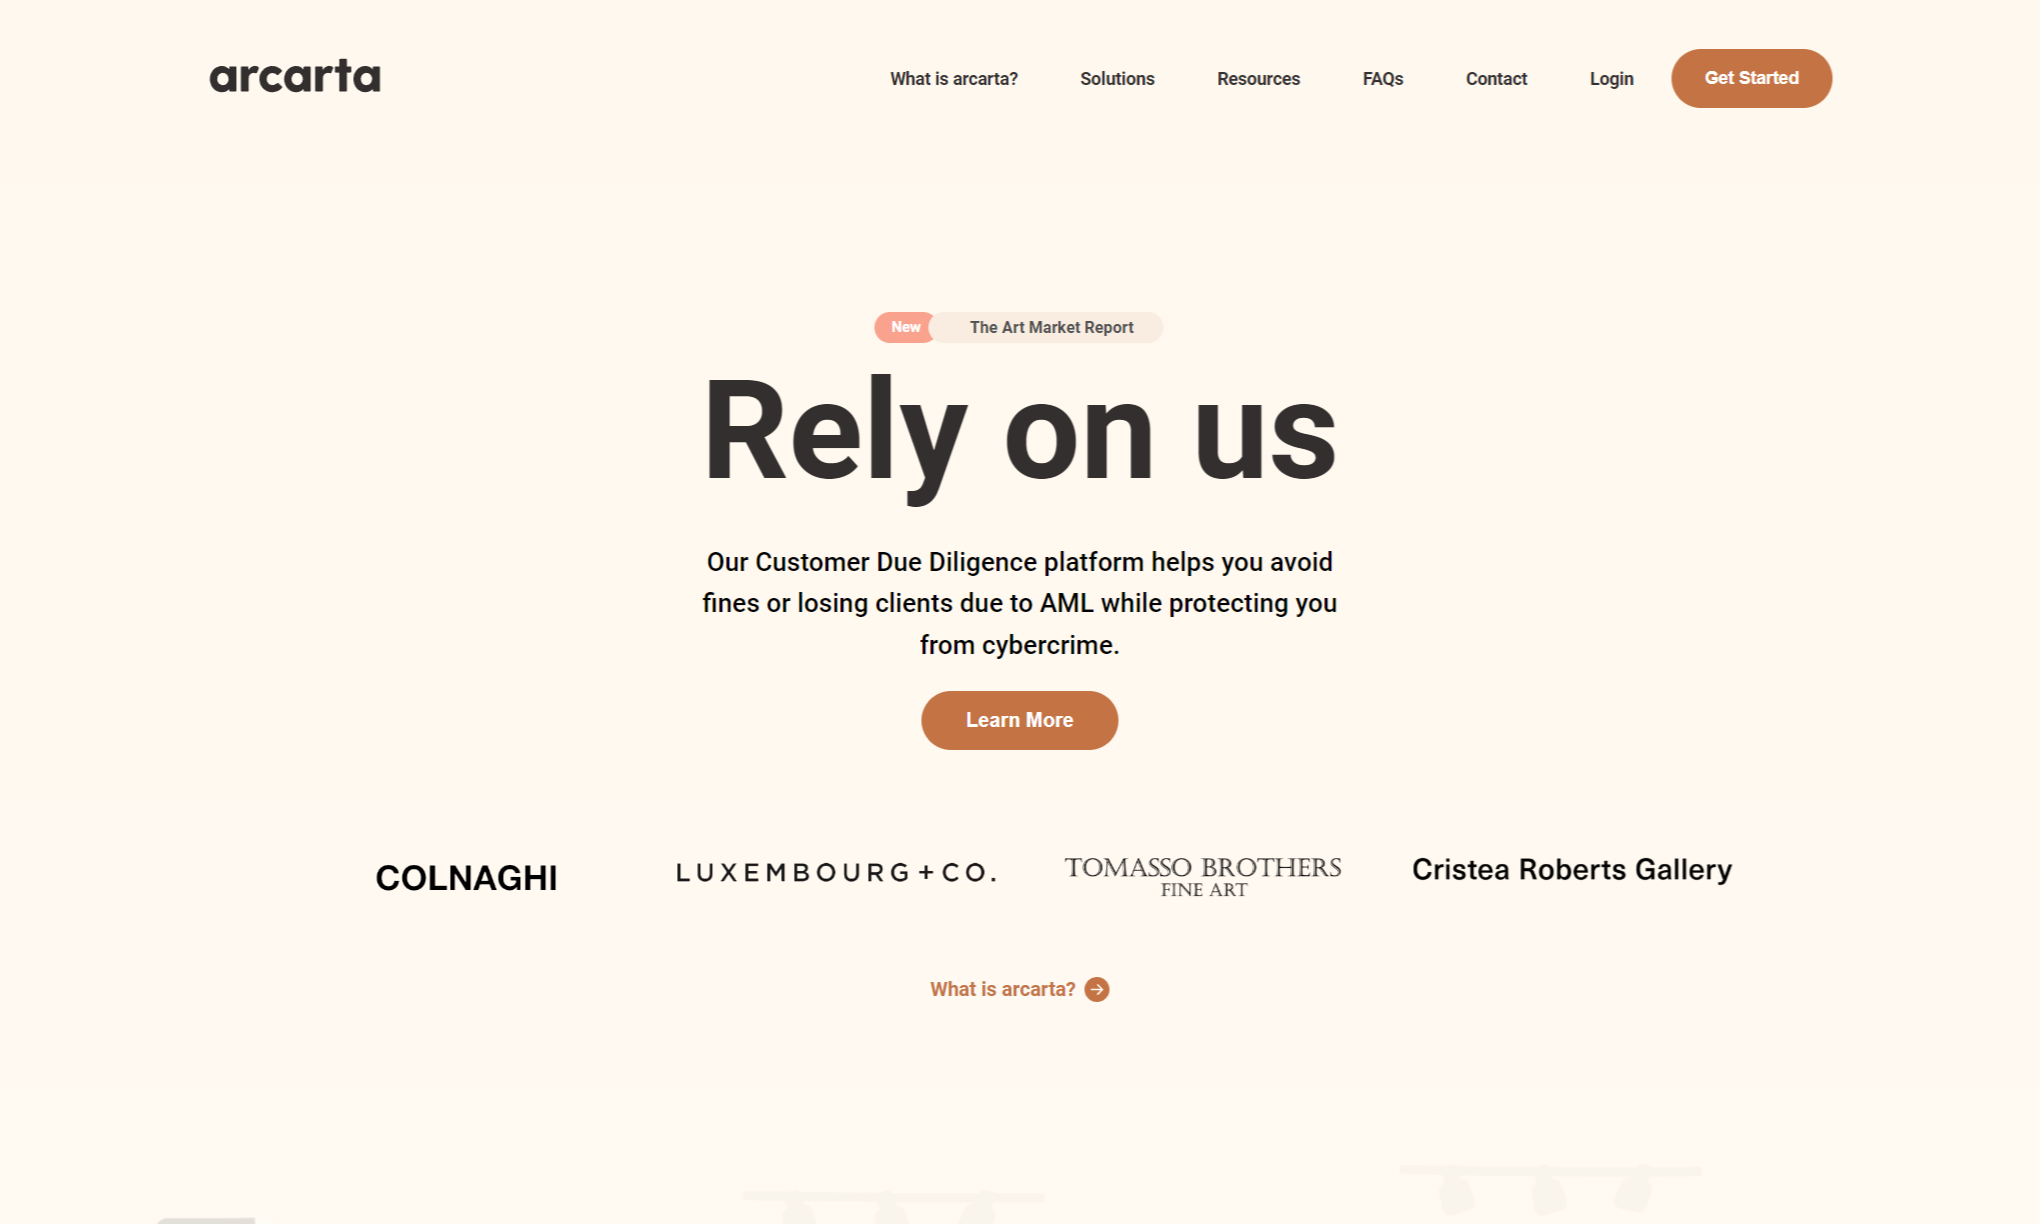 arcarta
What is arcarta? Solutions Resources FAQs Contact Login Get Started
New The Art Market Report
Rely on us
Our Customer Due Diligence platform helps you avoid
fines or losing clients due to AML while protecting you
from cybercrime.
Learn More
COLNAGHI
LUXEMBOURG + CO.
TOMASSO BROTHERS
FINE ART
Cristea Roberts Gallery
What is arcarta?